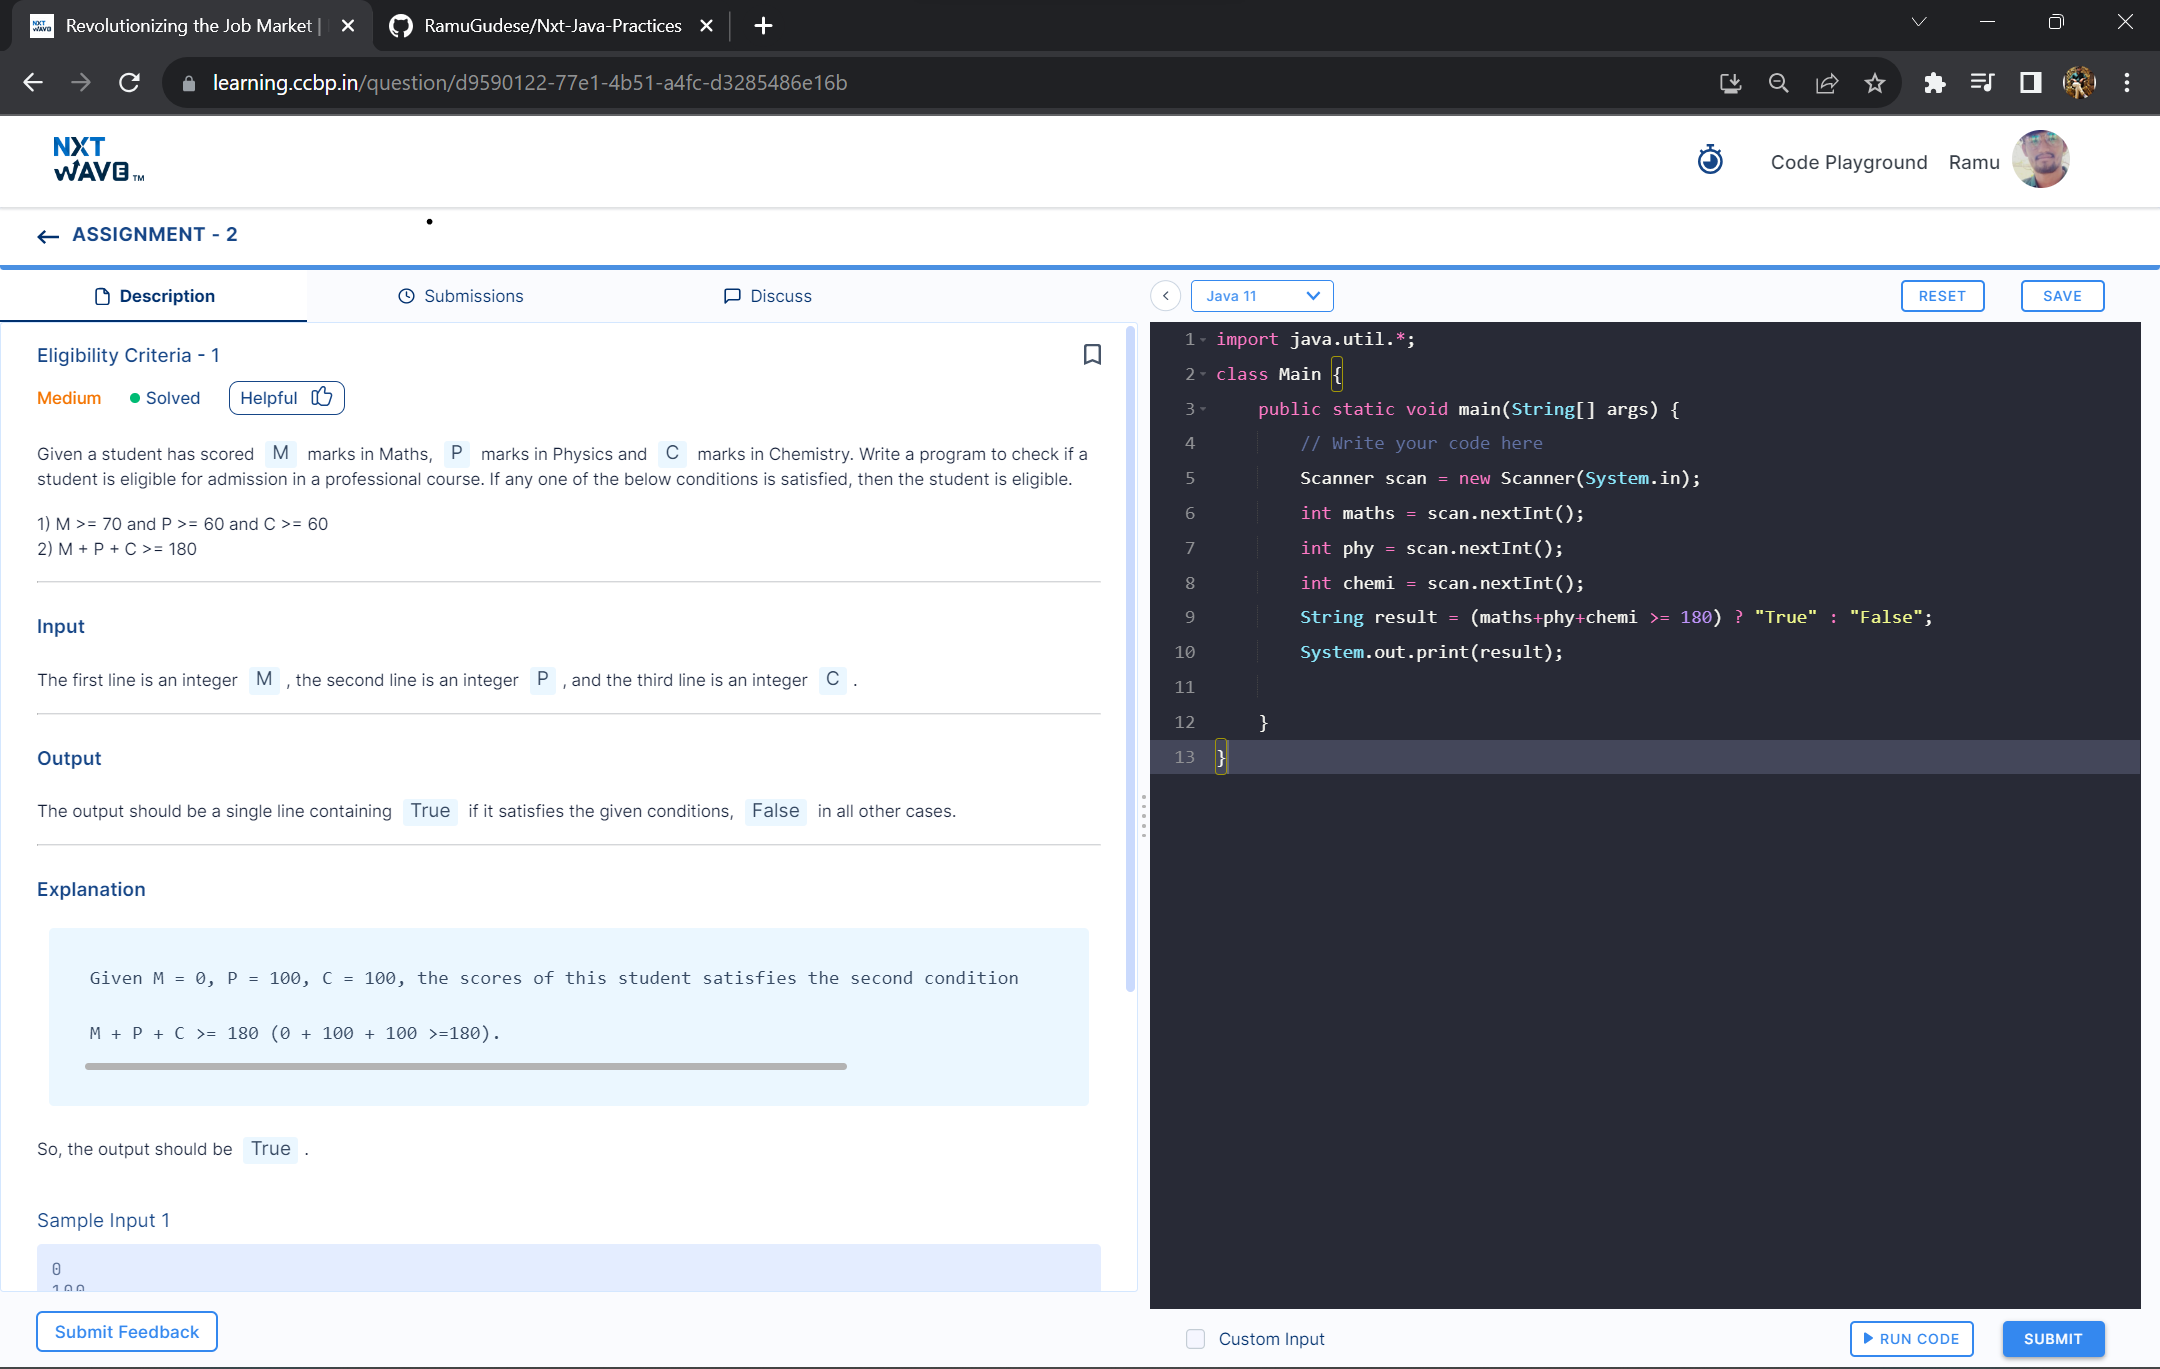 Revolutionizing the Job Market |
RamuGudese/Nxt-Java-Practices
learning.ccbp.in/question/d9590122-77e1-4b51-a4fc-d3285486e16b
NXT
WAVE TM
Code Playground
Ramu
ASSIGNMENT - 2
Description
Submissions
Discuss
Java 11
RESET
SAVE
Eligibility Criteria - 1
Medium
Solved
Helpful
Given a student has scored M marks in Maths, P marks in Physics and C marks in Chemistry. Write a program to check if a
student is eligible for admission in a professional course. If any one of the below conditions is satisfied, then the student is eligible.
1) M >= 70 and P >= 60 and C >= 60
2) M + P + C >= 180
Input
The first line is an integer M , the second line is an integer P , and the third line is an integer C .
Output
The output should be a single line containing True if it satisfies the given conditions, False in all other cases.
Explanation
Given M = 0, P = 100, C = 100, the scores of this student satisfies the second condition
M + P + C >= 180 (0 + 100 + 100 >=180).
So, the output should be True .
Sample Input 1
0
100
Submit Feedback
1 import java.util.*;
2 class Main {
3 public static void main(String[] args) {
4 // Write your code here
5 Scanner scan = new Scanner(System.in);
6 int maths = scan.nextInt();
7 int phy = scan.nextInt();
8 int chemi = scan.nextInt();
9 String result = (maths+phy+chemi >= 180) ? "True" : "False";
10 System.out.print(result);
11
12 }
13 }
Custom Input
RUN CODE
SUBMIT